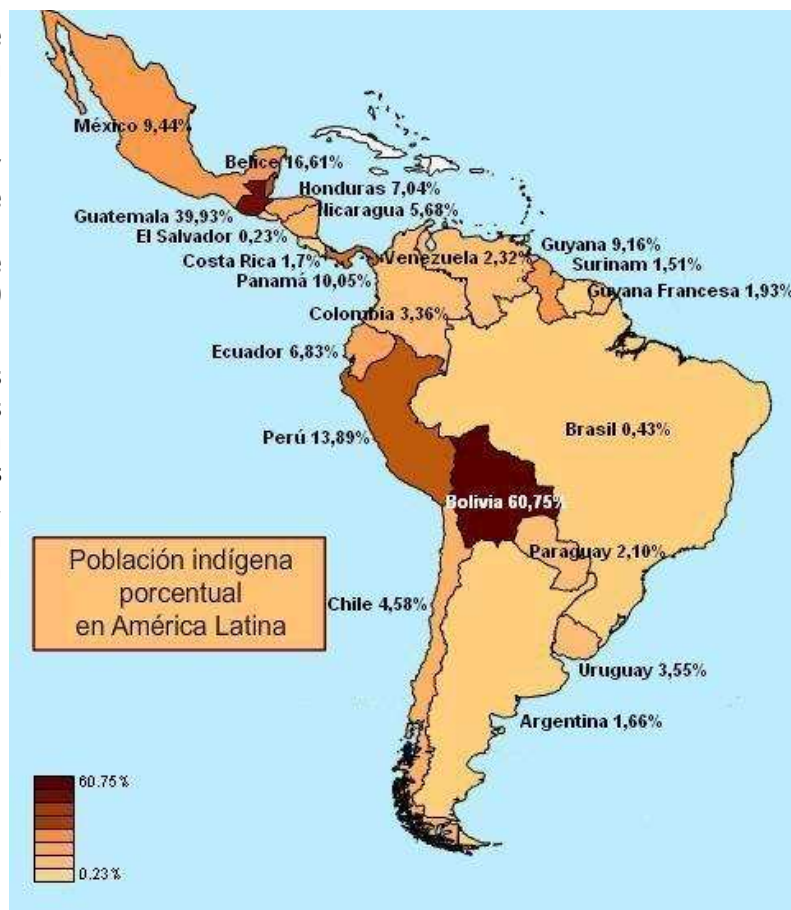 México 9,44%
Belice 16,61%
Honduras 7,04%
Guatemala 39,93%
Nicaragua 5,68%
El Salvador 0,23%
Costa Rica 1,7%
Panamá 10,05%
Venezuela 2,32%
Guyana 9,16%
Surinam 1,51%
Guyana Francesa 1,93%
Colombia 3,36%
Ecuador 6,83%
Perú 13,89%
Brasil 0,43%
Bolivia 60,75%
Paraguay 2,10%
Población indígena
porcentual
en América Latina
Chile 4,58%
Uruguay 3,55%
Argentina 1,66%
60.75%
0.23%